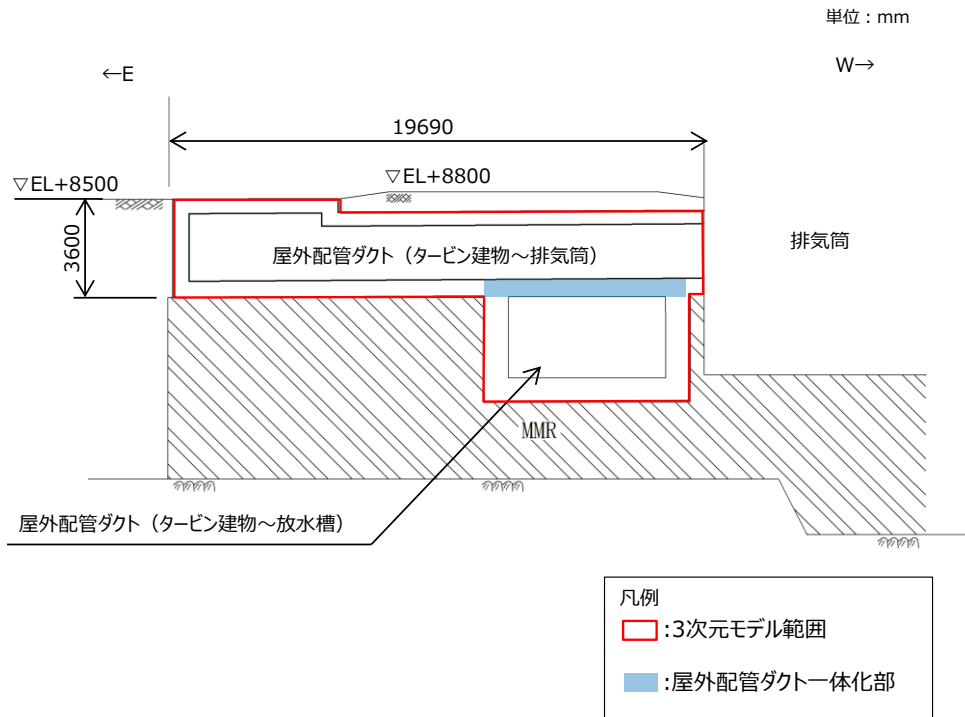 単位：mm
←E
W→
19690
▽EL+8500
▽EL+8800
3600
屋外配管ダクト（タービン建物～排気筒）
排気筒
MMR
屋外配管ダクト（タービン建物～放水槽）
凡例
:3次元モデル範囲
:屋外配管ダクト一体化部